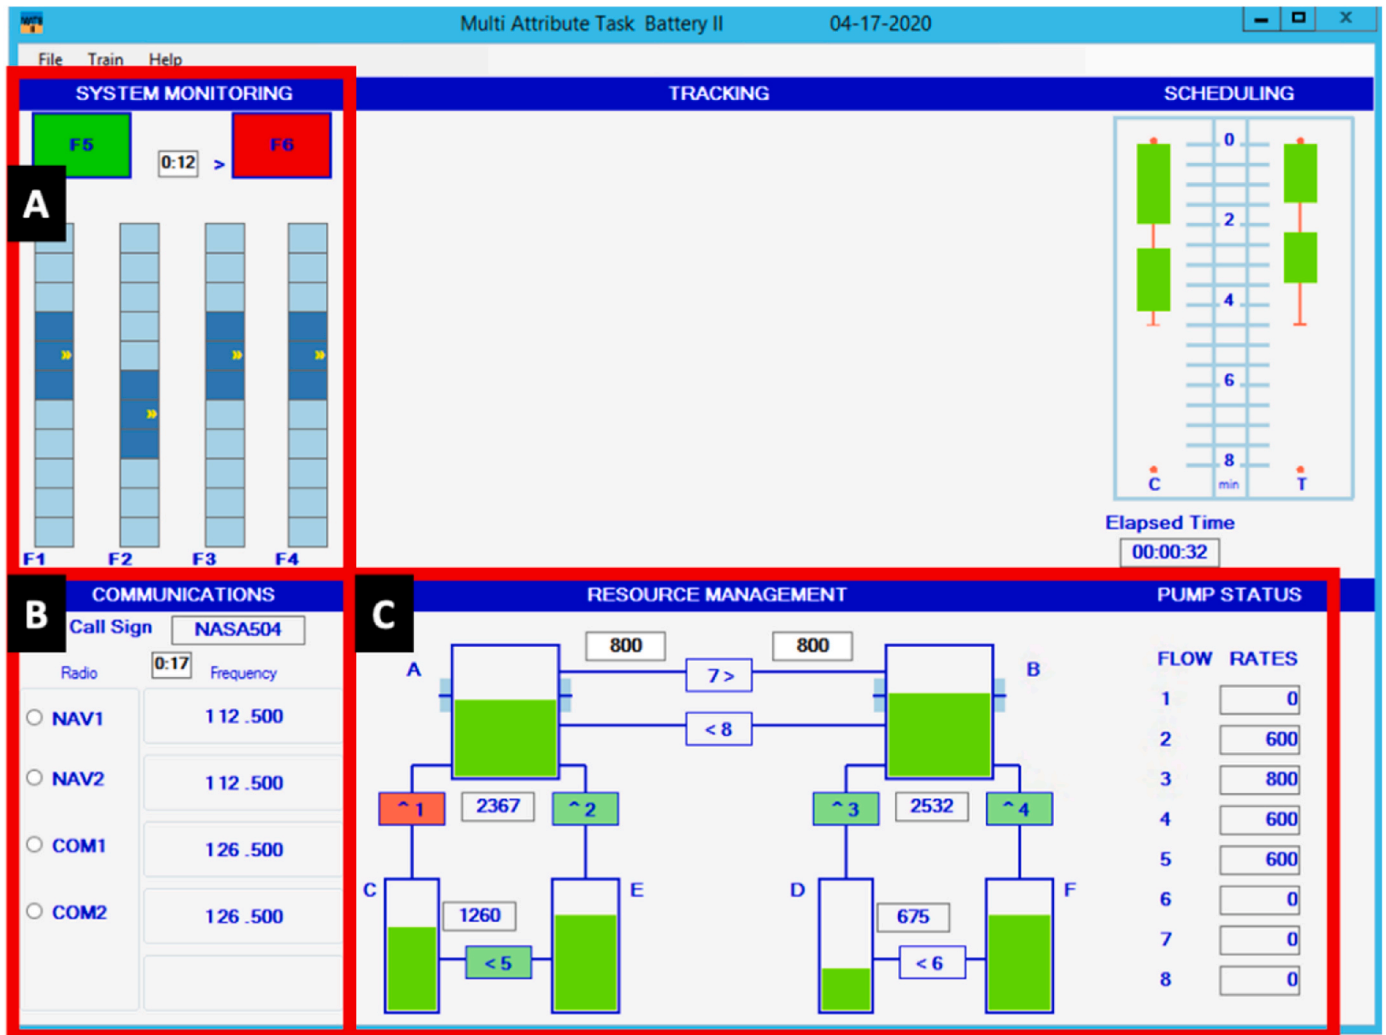 Multi Attribute Task Battery II 04-17-2020
File Train Help
SYSTEM MONITORING TRACKING SCHEDULING
F5 0:12 > F6
A
F1 F2 F3 F4
0
2
4
6
8
C min T
Elapsed Time
00:00:32
B COMMUNICATIONS
Call Sign NASA504
Radio 0:17 Frequency
NAV1 112.500
NAV2 112.500
COM1 126.500
COM2 126.500
C RESOURCE MANAGEMENT PUMP STATUS
800 800
A 7 > B
< 8
^ 1 2367 ^ 2 ^ 3 2532 ^ 4
C E D F
1260 675
< 5 < 6
FLOW RATES
1 0
2 600
3 800
4 600
5 600
6 0
7 0
8 0